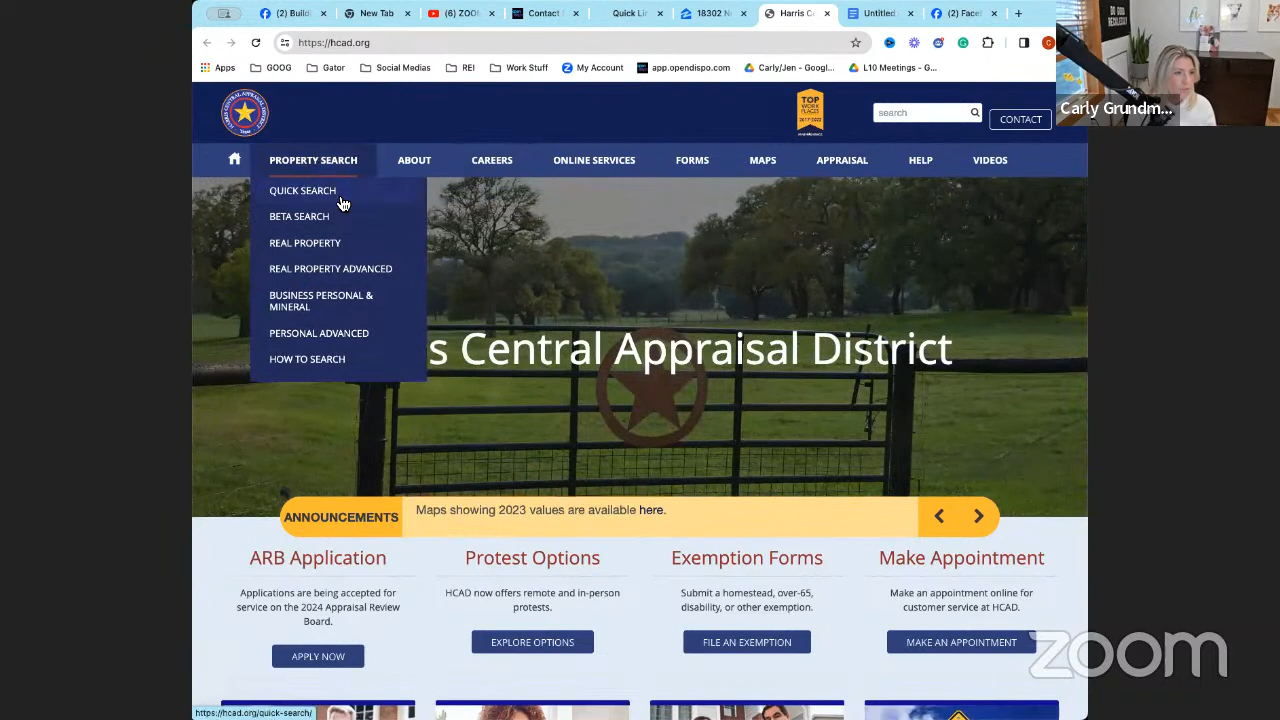 (2) Build
New Tab
(6) ZOO
Contact
Quick Lin
18302 N
Harris C
Untitled
(2) Face
https://hcad.org
Apps
GOOG
Gator
Social Medias
REI
Work Stuff
My Account
app.opendispo.com
Carly/Jen - Googl...
L10 Meetings - G...
Carly Grundm...
TOP
WORK
PLACES
search
CONTACT
PROPERTY SEARCH
ABOUT
CAREERS
ONLINE SERVICES
FORMS
MAPS
APPRAISAL
HELP
VIDEOS
QUICK SEARCH
BETA SEARCH
REAL PROPERTY
REAL PROPERTY ADVANCED
BUSINESS PERSONAL &
MINERAL
PERSONAL ADVANCED
HOW TO SEARCH
s Central Appraisal District
ANNOUNCEMENTS
Maps showing 2023 values are available here.
ARB Application
Applications are being accepted for
service on the 2024 Appraisal Review
Board.
APPLY NOW
Protest Options
HCAD now offers remote and in-person
protests.
EXPLORE OPTIONS
Exemption Forms
Submit a homestead, over-65,
disability, or other exemption.
FILE AN EXEMPTION
Make Appointment
Make an appointment online for
customer service at HCAD.
MAKE AN APPOINTMENT
zoom
https://hcad.org/quick-search/